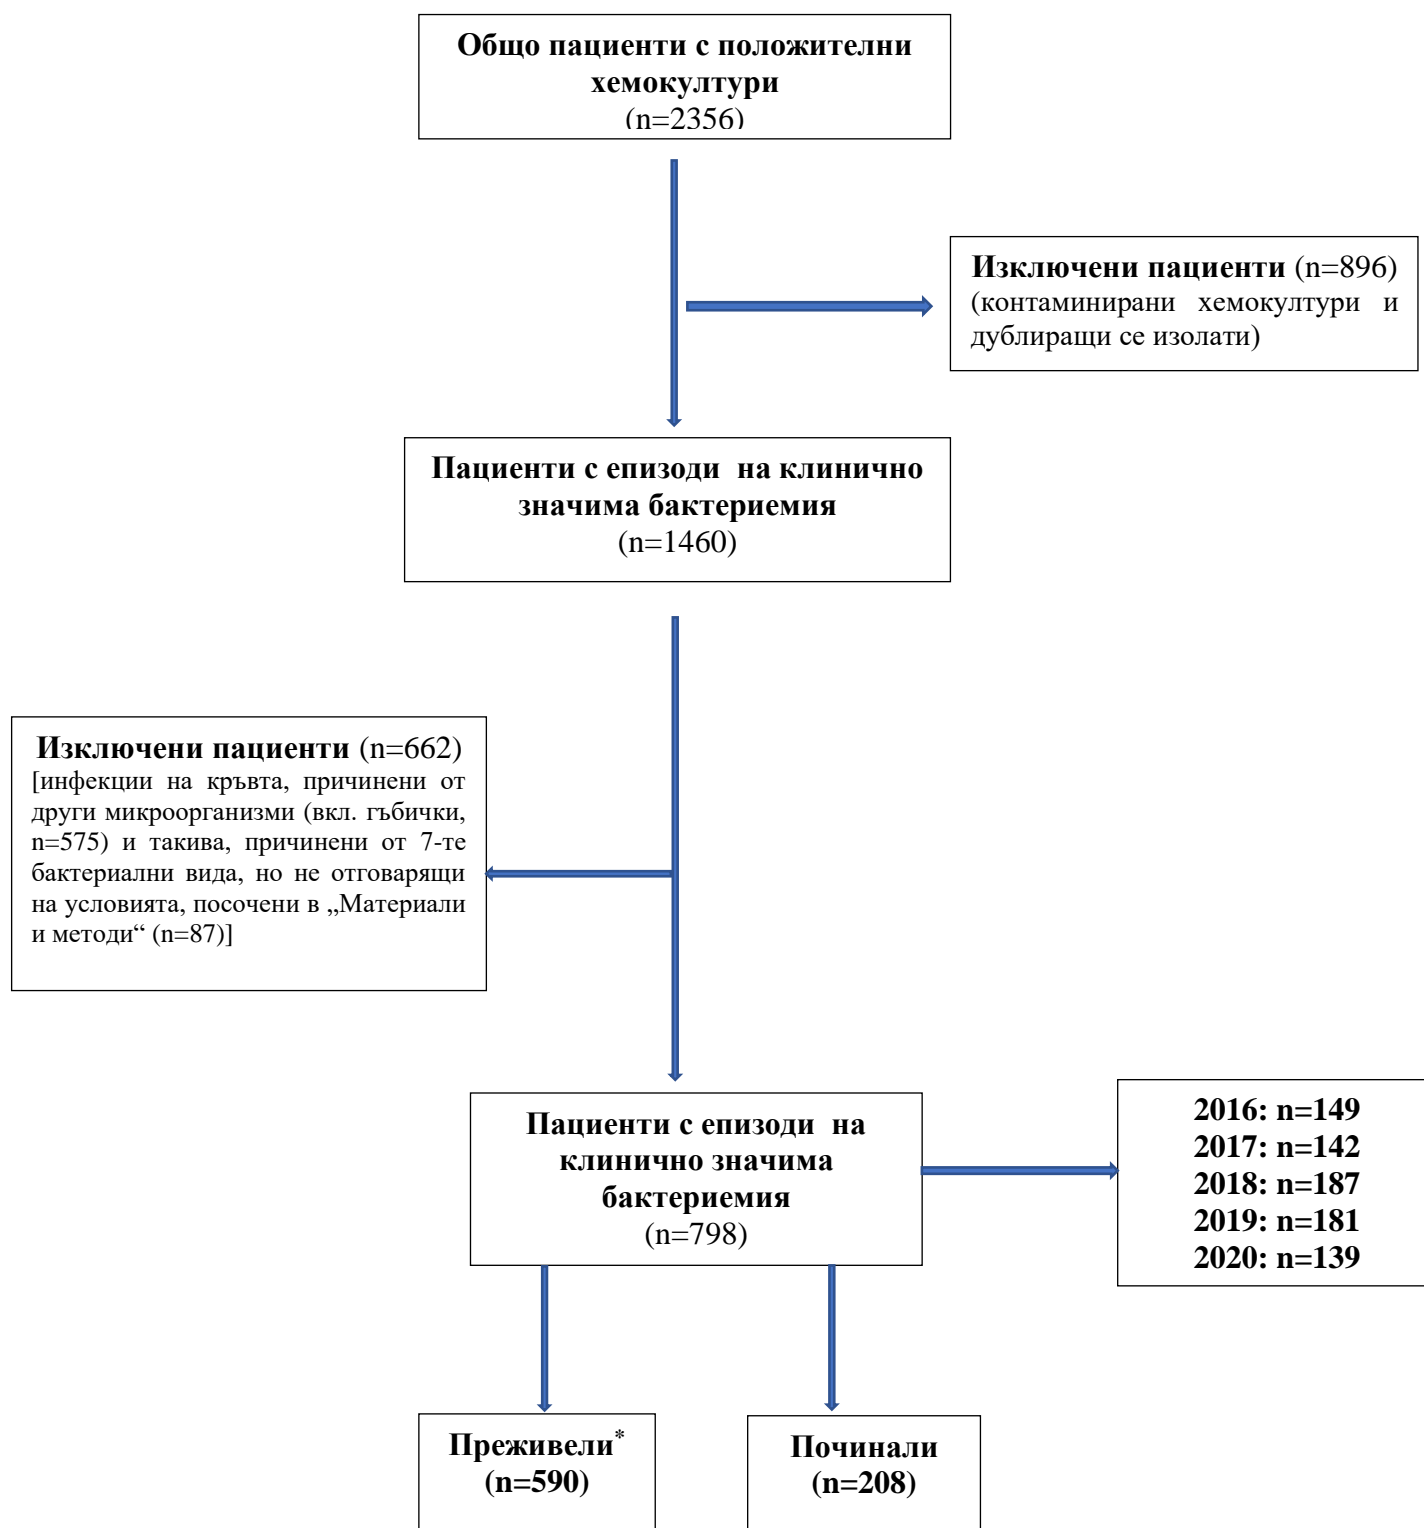 Общо пациенти с положителни
хемокултури
(n=2356)
Изключени пациенти (n=896)
(контаминирани хемокултури и
дублиращи се изолати)
Пациенти с епизоди на клинично
значима бактериемия
(n=1460)
Изключени пациенти (n=662)
[инфекции на кръвта, причинени от
други микроорганизми (вкл. гъбички,
n=575) и такива, причинени от 7-те
бактериални вида, но не отговарящи
на условията, посочени в „Материали
и методи“ (n=87)]
Пациенти с епизоди на
клинично значима
бактериемия
(n=798)
2016: n=149
2017: n=142
2018: n=187
2019: n=181
2020: n=139
Преживели*
(n=590)
Починали
(n=208)